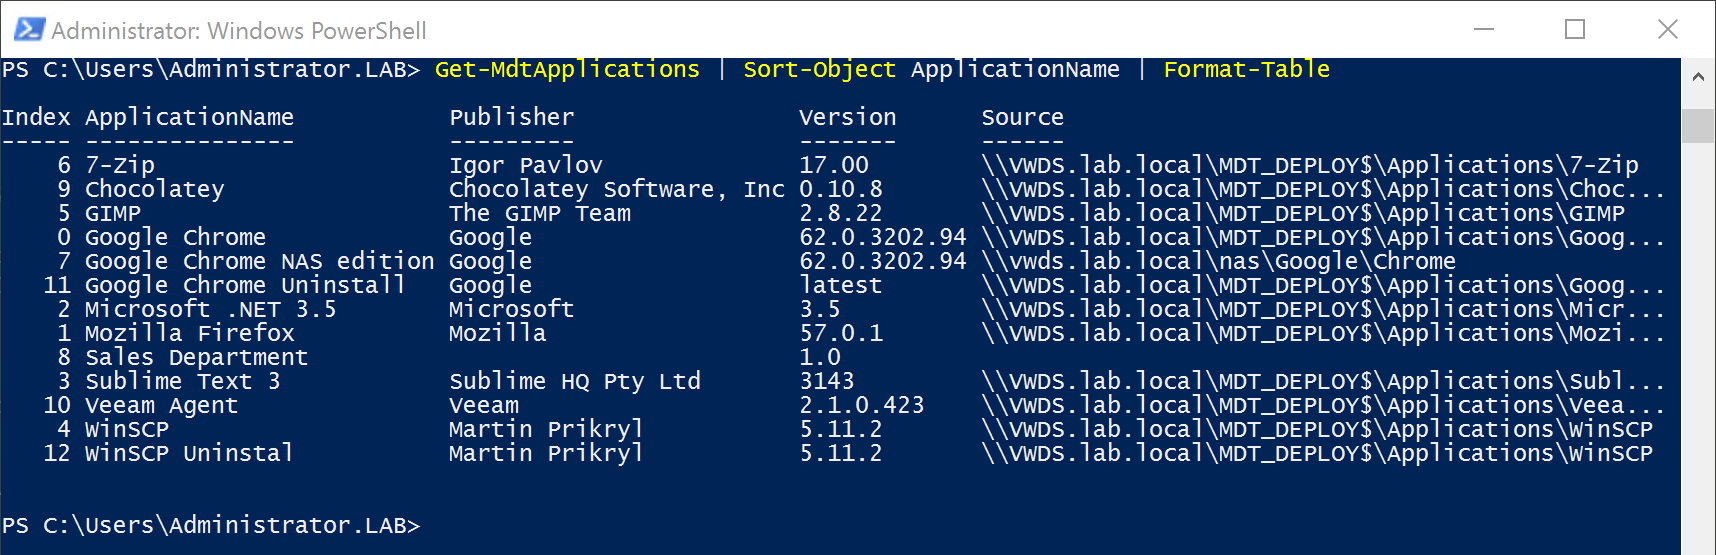 Administrator: Windows PowerShell
PS C:\Users\Administrator.LAB> Get-MdtApplications | Sort-Object ApplicationName | Format-Table
Index ApplicationName Publisher Version Source
----- --------------- --------- ------- ------
6 7-Zip Igor Pavlov 17.00 \\VWDS.lab.local\MDT_DEPLOY$\Applications\7-Zip
9 Chocolatey Chocolatey Software, Inc 0.10.8 \\VWDS.lab.local\MDT_DEPLOY$\Applications\Choc...
5 GIMP The GIMP Team 2.8.22 \\VWDS.lab.local\MDT_DEPLOY$\Applications\GIMP
0 Google Chrome Google 62.0.3202.94 \\VWDS.lab.local\MDT_DEPLOY$\Applications\Goog...
7 Google Chrome NAS edition Google 62.0.3202.94 \\vwds.lab.local\nas\Google\Chrome
11 Google Chrome Uninstall Google latest \\VWDS.lab.local\MDT_DEPLOY$\Applications\Goog...
2 Microsoft .NET 3.5 Microsoft 3.5 \\VWDS.lab.local\MDT_DEPLOY$\Applications\Micr...
1 Mozilla Firefox Mozilla 57.0.1 \\VWDS.lab.local\MDT_DEPLOY$\Applications\Mozi...
8 Sales Department 1.0
3 Sublime Text 3 Sublime HQ Pty Ltd 3143 \\VWDS.lab.local\MDT_DEPLOY$\Applications\Subl...
10 Veeam Agent Veeam 2.1.0.423 \\VWDS.lab.local\MDT_DEPLOY$\Applications\Veea...
4 WinSCP Martin Prikryl 5.11.2 \\VWDS.lab.local\MDT_DEPLOY$\Applications\WinSCP
12 WinSCP Uninstal Martin Prikryl 5.11.2 \\VWDS.lab.local\MDT_DEPLOY$\Applications\WinSCP
PS C:\Users\Administrator.LAB>